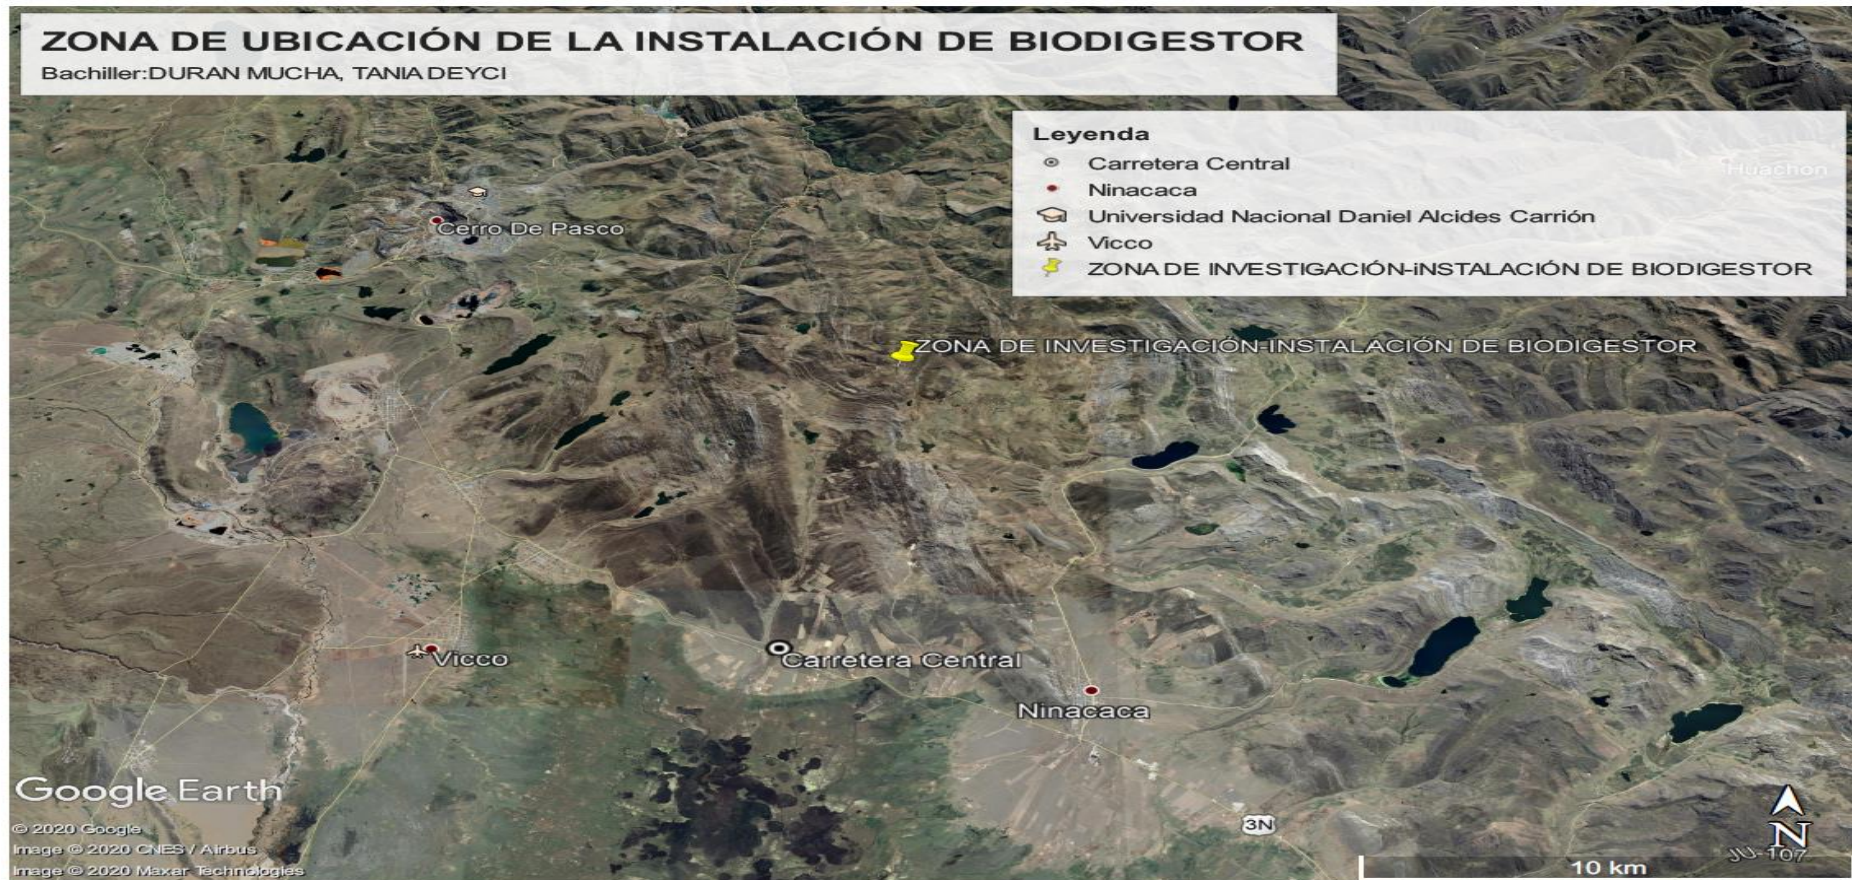 ZONA DE UBICACIÓN DE LA INSTALACIÓN DE BIODIGESTOR
Bachiller:DURAN MUCHA, TANIA DEYCI
Leyenda
Carretera Central
Ninacaca
Universidad Nacional Daniel Alcides Carrión
Vicco
ZONA DE INVESTIGACIÓN-iNSTALACIÓN DE BIODIGESTOR
Huachon
Cerro De Pasco
ZONA DE INVESTIGACIÓN-INSTALACIÓN DE BIODIGESTOR
Vicco
Carretera Central
Ninacaca
Google Earth
© 2020 Google
Image © 2020 CNES / Airbus
Image © 2020 Maxar Technologies
3N
N
JU-107
10 km